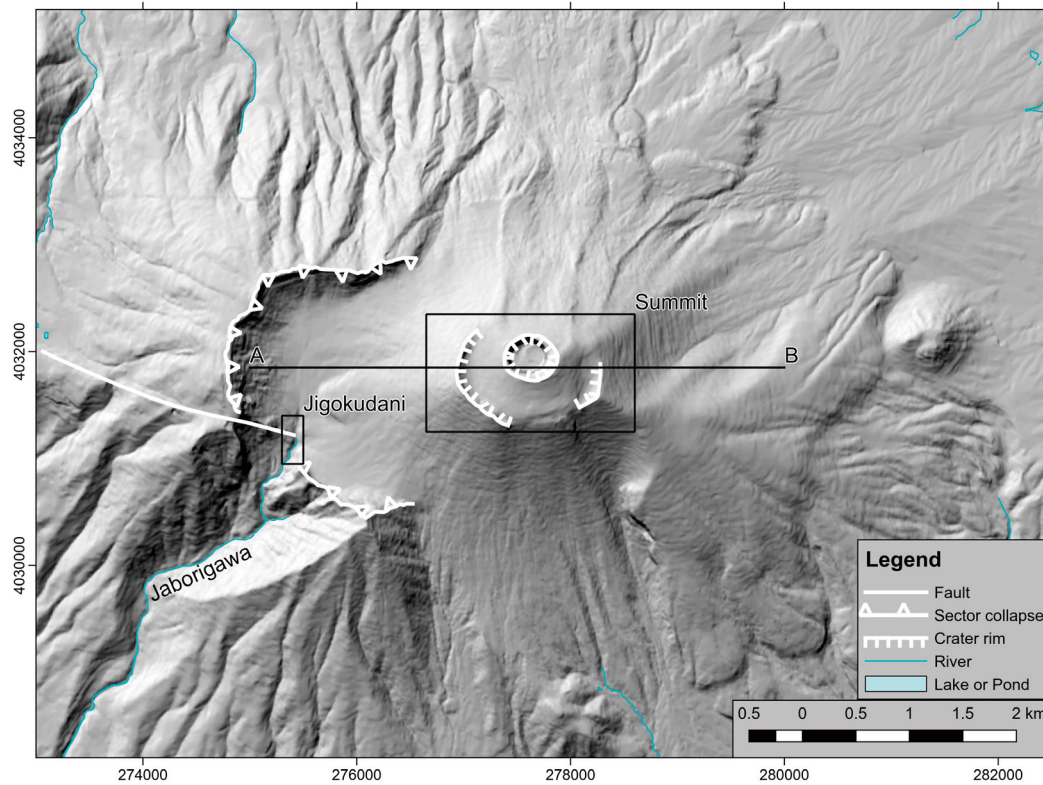 4034000
Summit
4032000
A
B
Jigokudani
4030000
Jaborigawa
Legend
Fault
Sector collapse
Crater rim
River
Lake or Pond
0.5 0 0.5 1 1.5 2 km
274000 276000 278000 280000 282000